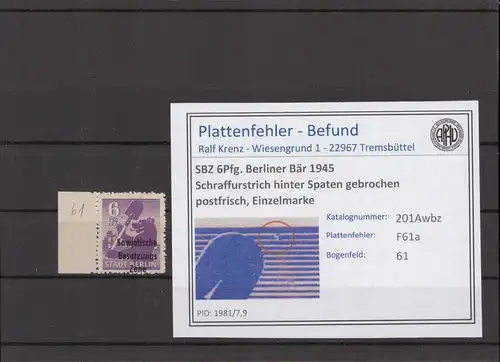 61
6
Sowjetische
Besatzungs
Zone
STADT BERLIN
Plattenfehler - Befund
Ralf Krenz - Wiesengrund 1 - 22967 Tremsbüttel
SBZ 6Pfg. Berliner Bär 1945
Schraffurstrich hinter Spaten gebrochen
postfrisch, Einzelmarke
Katalognummer: 201Awbz
Plattenfehler: F61a
Bogenfeld: 61
PID: 1981/7,9